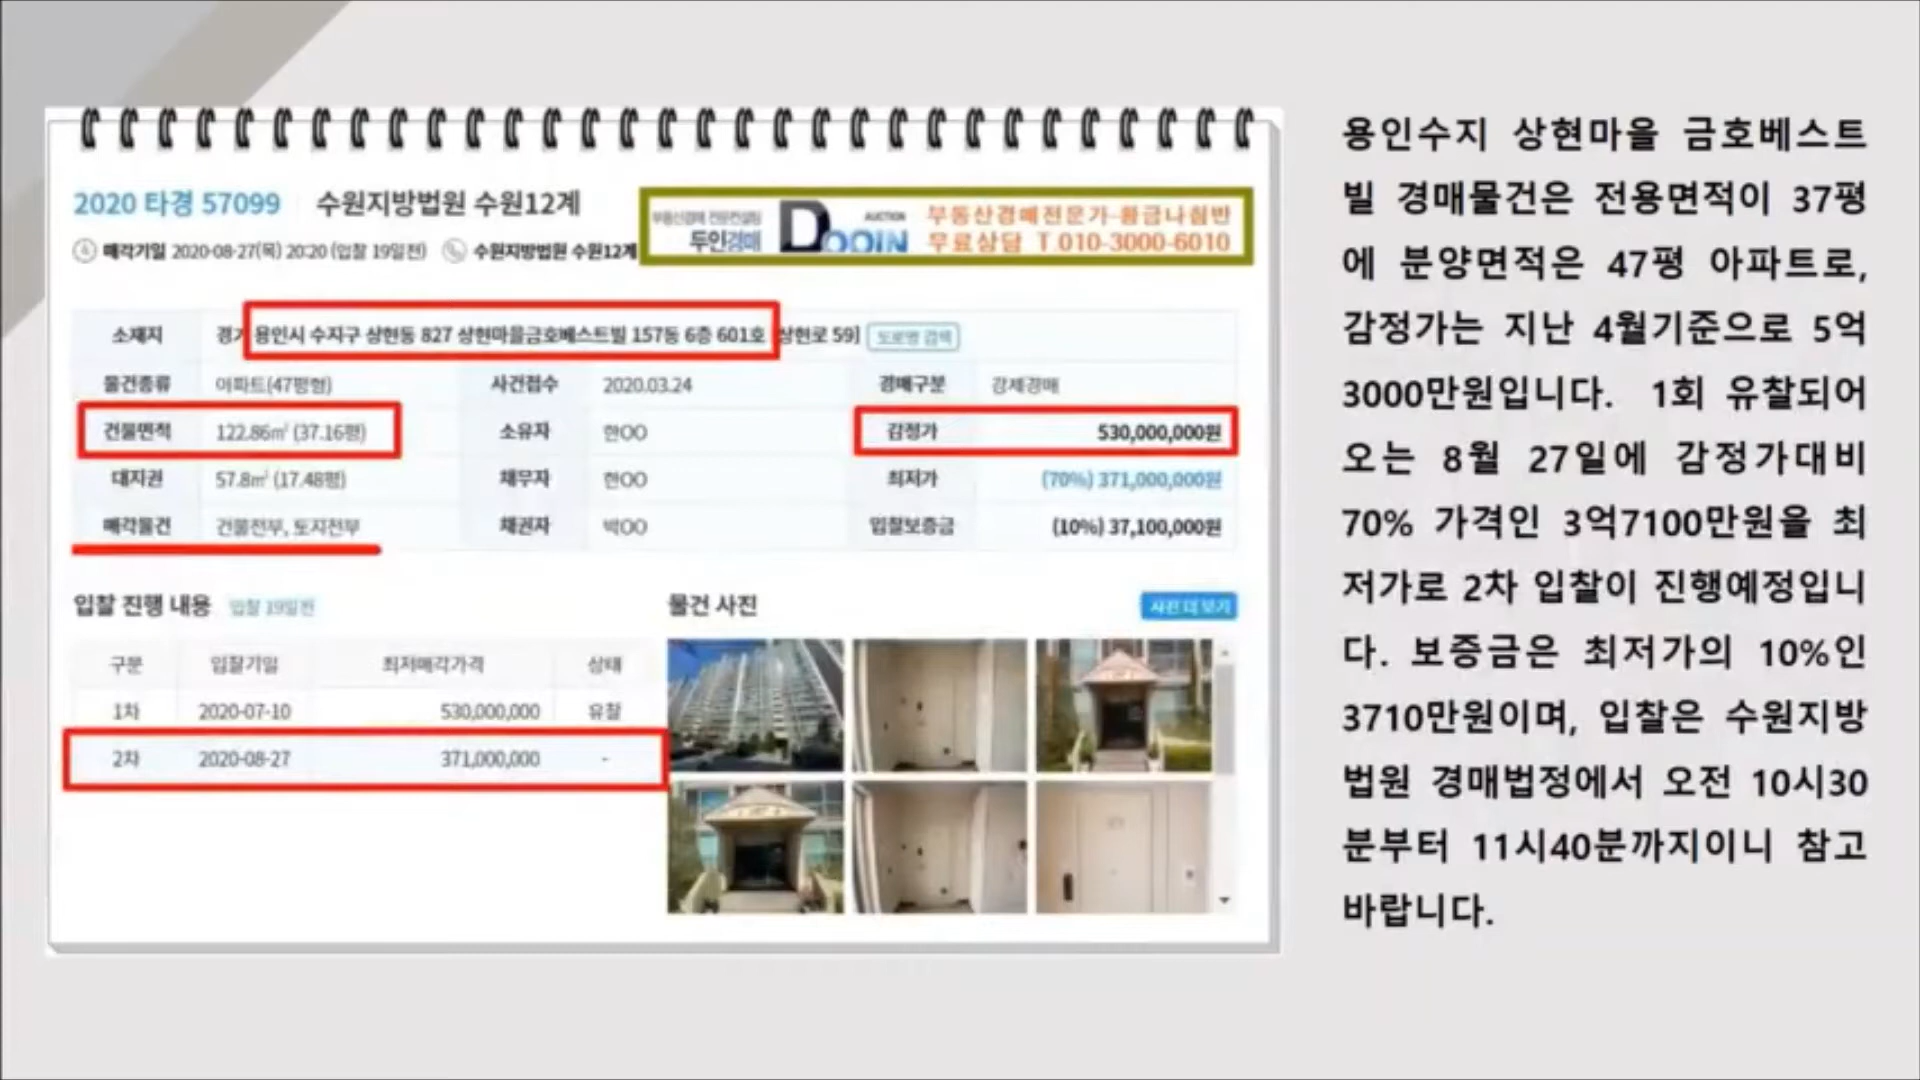 2020 타경 57099 수원지방법원 수원12계
매각기일 2020-08-27(목) 20:20 (입찰 19일전) 수원지방법원 수원12계
부동산경매 전문컨설팅
두인경매
AUCTION
DOOIN
부동산경매전문가-황금나침반
무료상담 T.010-3000-6010
소재지 경기 용인시 수지구 상현동 827 상현마을금호베스트빌 157동 6층 601호 상현로 59] 도로명 검색
물건종류 아파트(47평형) 사건접수 2020.03.24 경매구분 강제경매
건물면적 122.86㎡ (37.16평) 소유자 한OO 감정가 530,000,000원
대지권 57.8㎡ (17.48평) 채무자 한OO 최저가 (70%) 371,000,000원
매각물건 건물전부, 토지전부 채권자 박OO 입찰보증금 (10%) 37,100,000원
입찰 진행 내용 입찰 19일전
구분 입찰기일 최저매각가격 상태
1차 2020-07-10 530,000,000 유찰
2차 2020-08-27 371,000,000 -
물건 사진 사진 더 보기
용인수지 상현마을 금호베스트
빌 경매물건은 전용면적이 37평
에 분양면적은 47평 아파트로,
감정가는 지난 4월기준으로 5억
3000만원입니다. 1회 유찰되어
오는 8월 27일에 감정가대비
70% 가격인 3억7100만원을 최
저가로 2차 입찰이 진행예정입니
다. 보증금은 최저가의 10%인
3710만원이며, 입찰은 수원지방
법원 경매법정에서 오전 10시30
분부터 11시40분까지이니 참고
바랍니다.